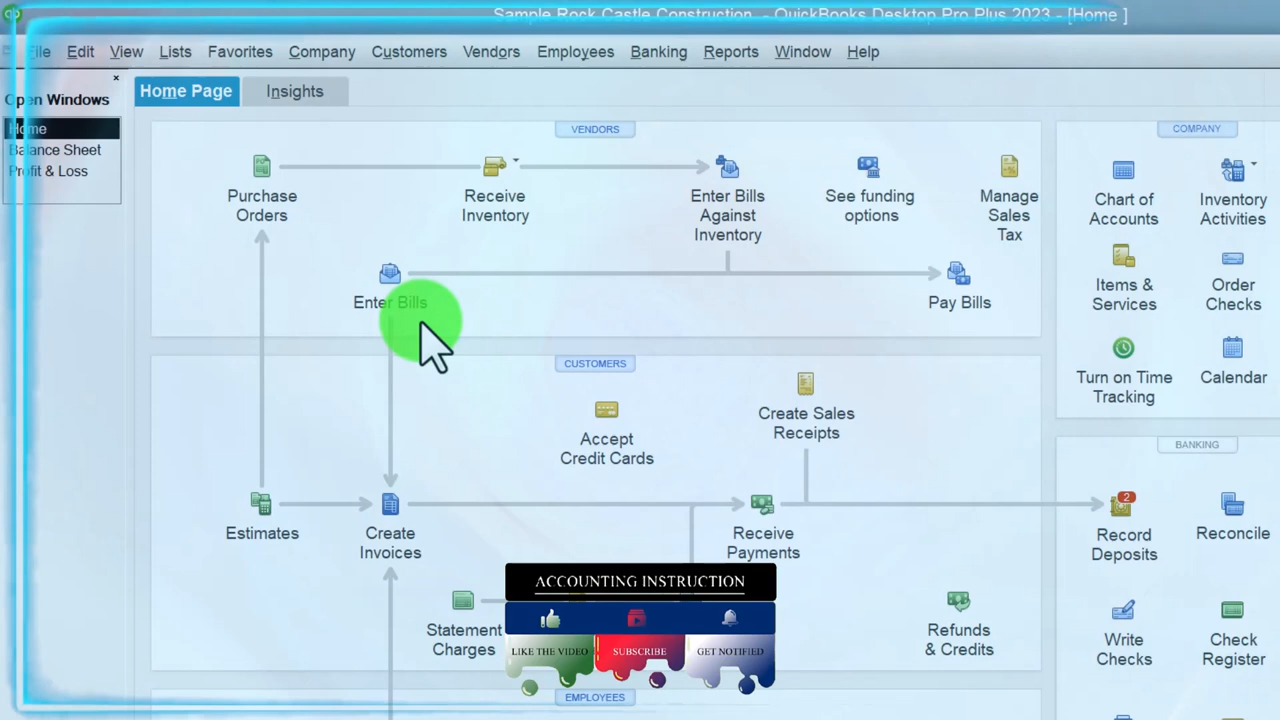 Sample Rock Castle Construction - QuickBooks Desktop Pro Plus 2023 - [Home ]
File Edit View Lists Favorites Company Customers Vendors Employees Banking Reports Window Help
Open Windows
Home
Balance Sheet
Profit & Loss
Home Page
Insights
VENDORS
Purchase
Orders
Receive
Inventory
Enter Bills
Against
Inventory
See funding
options
Manage
Sales
Tax
Enter Bills
Pay Bills
CUSTOMERS
Create Sales
Receipts
Accept
Credit Cards
Estimates
Create
Invoices
Receive
Payments
Statement
Charges
Refunds
& Credits
EMPLOYEES
COMPANY
Chart of
Accounts
Inventory
Activities
Items &
Services
Order
Checks
Turn on Time
Tracking
Calendar
BANKING
2
Record
Deposits
Reconcile
Write
Checks
Check
Register
ACCOUNTING INSTRUCTION
LIKE THE VIDEO
SUBSCRIBE
GET NOTIFIED